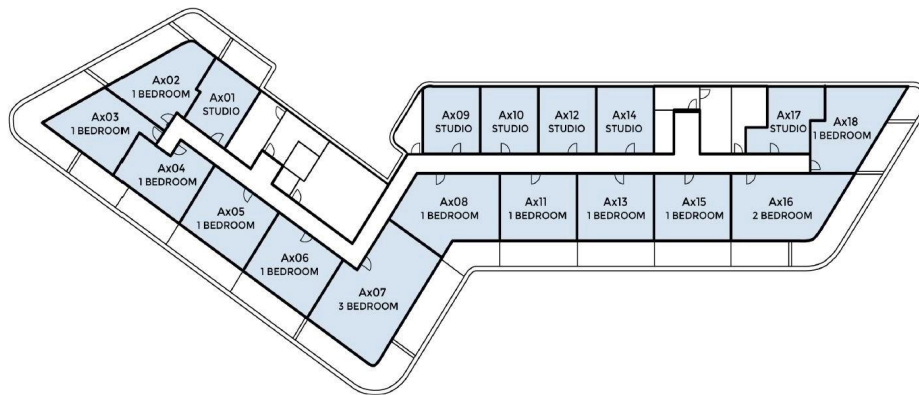 Ax01
STUDIO
Ax02
1 BEDROOM
Ax03
1 BEDROOM
Ax04
1 BEDROOM
Ax05
1 BEDROOM
Ax06
1 BEDROOM
Ax07
3 BEDROOM
Ax08
1 BEDROOM
Ax09
STUDIO
Ax10
STUDIO
Ax11
1 BEDROOM
Ax12
STUDIO
Ax13
1 BEDROOM
Ax14
STUDIO
Ax15
1 BEDROOM
Ax16
2 BEDROOM
Ax17
STUDIO
Ax18
1 BEDROOM